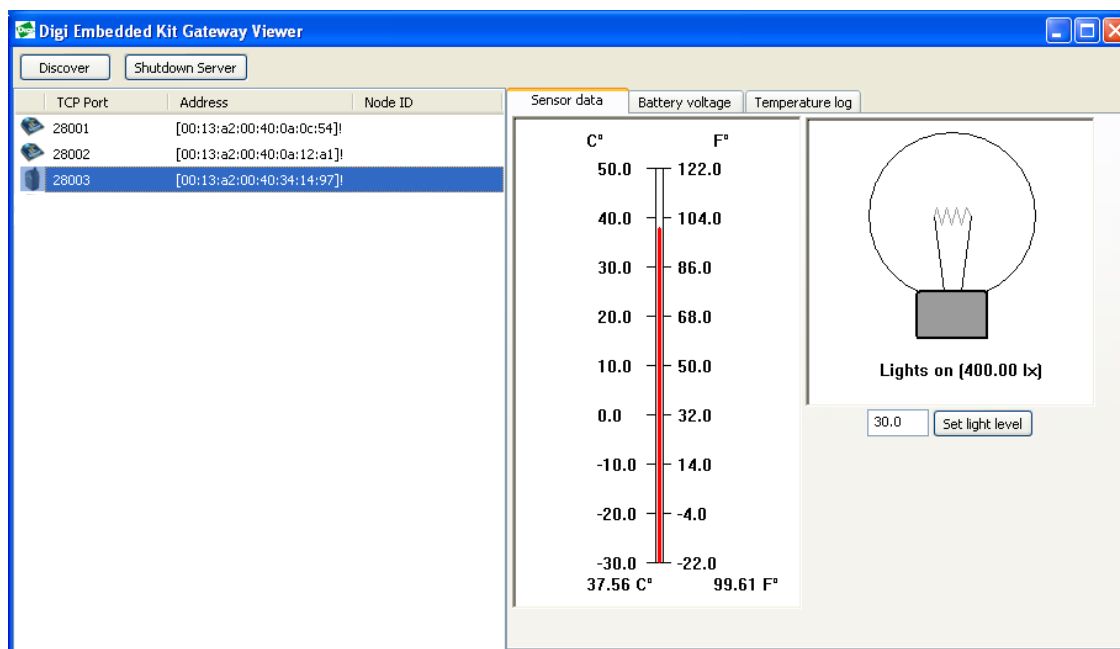 Digi Embedded Kit Gateway Viewer
Discover Shutdown Server
TCP Port Address Node ID
28001 [00:13:a2:00:40:0a:0c:54]!
28002 [00:13:a2:00:40:0a:12:a1]!
28003 [00:13:a2:00:40:34:14:97]!
Sensor data Battery voltage Temperature log
C° F°
50.0 122.0
40.0 104.0
30.0 86.0
20.0 68.0
10.0 50.0
0.0 32.0
-10.0 14.0
-20.0 -4.0
-30.0 -22.0
37.56 C° 99.61 F°
Lights on (400.00 lx)
30.0 Set light level